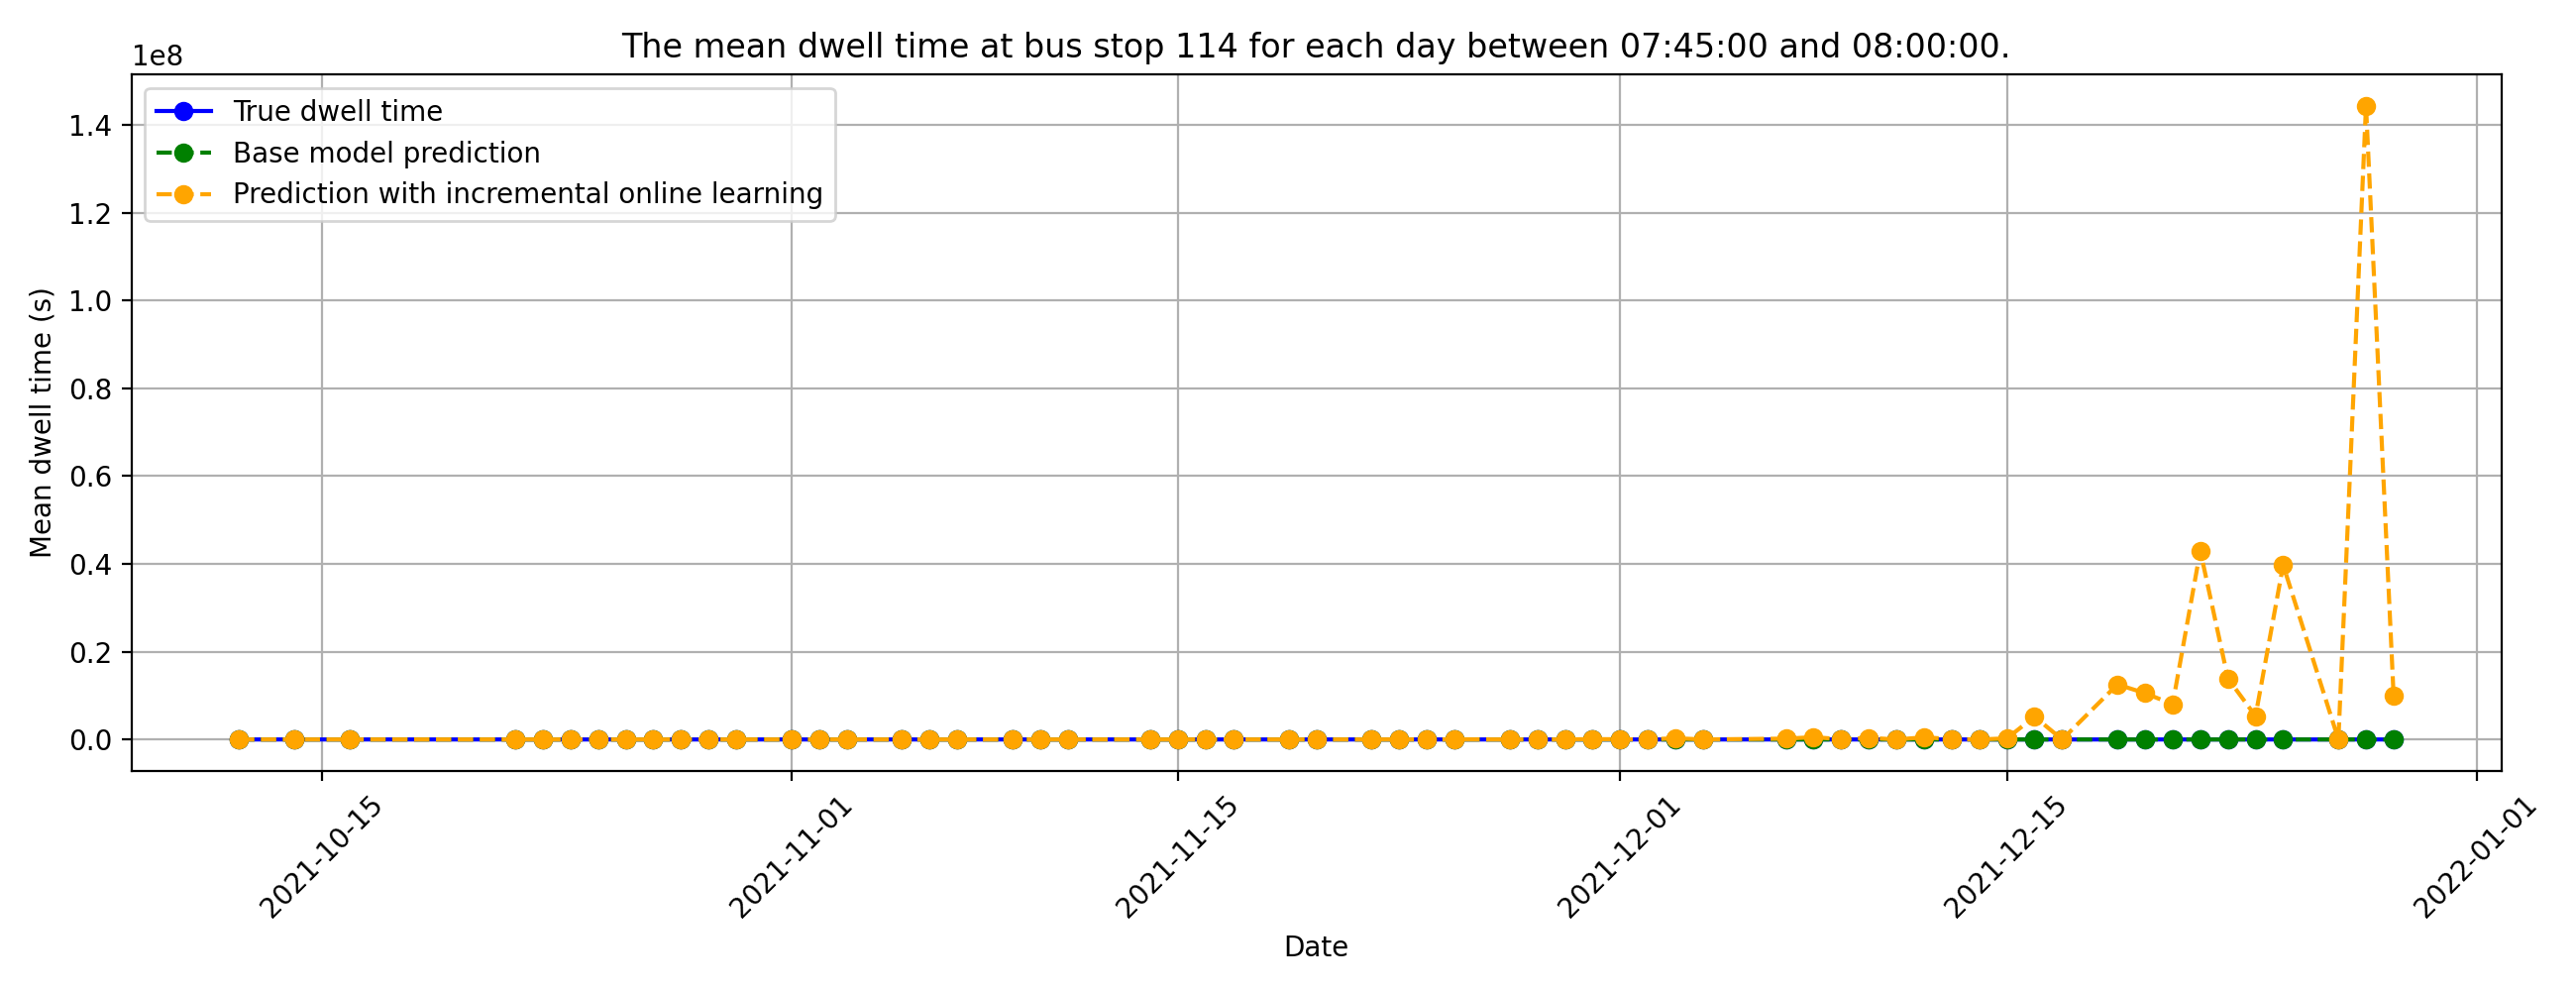 The mean dwell time at bus stop 114 for each day between 07:45:00 and 08:00:00.
1e8
True dwell time
Base model prediction
Prediction with incremental online learning
Mean dwell time (s)
1.4
1.2
1.0
0.8
0.6
0.4
0.2
0.0
2021-10-15
2021-11-01
2021-11-15
2021-12-01
2021-12-15
2022-01-01
Date